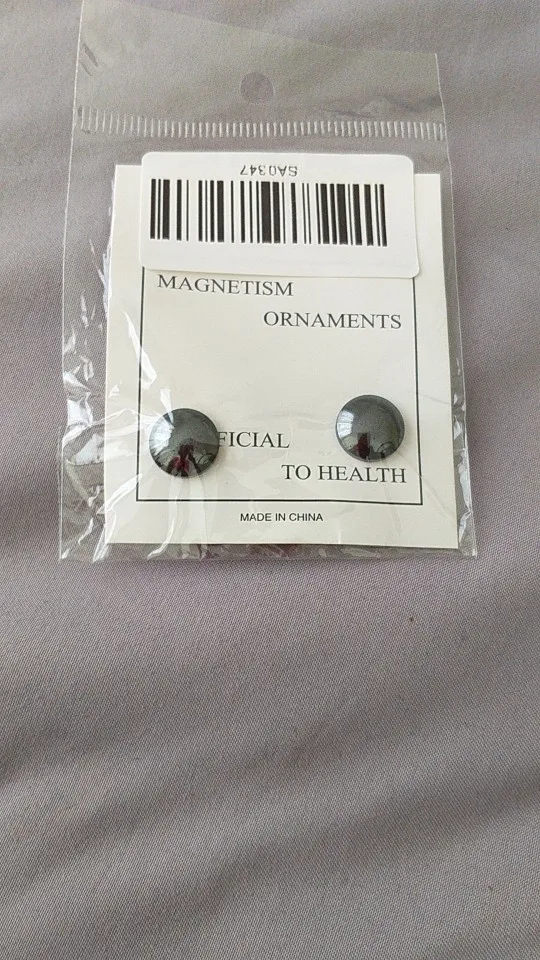 SA0347
MAGNETISM
ORNAMENTS
FICIAL
TO HEALTH
MADE IN CHINA